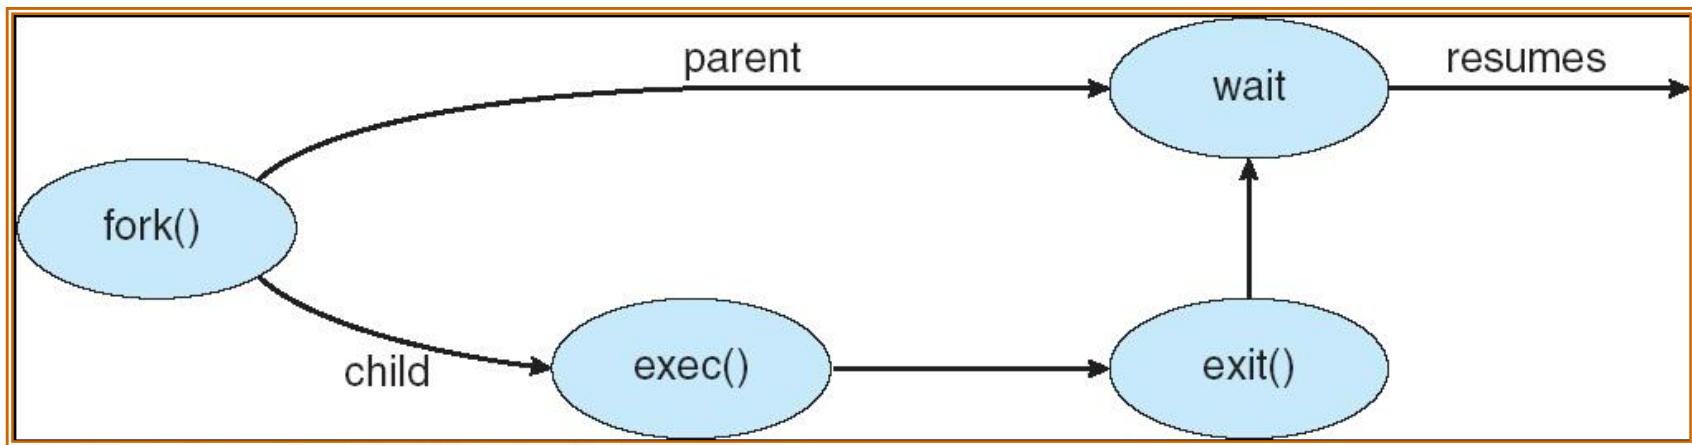 parent
wait
resumes
fork()
child
exec()
exit()